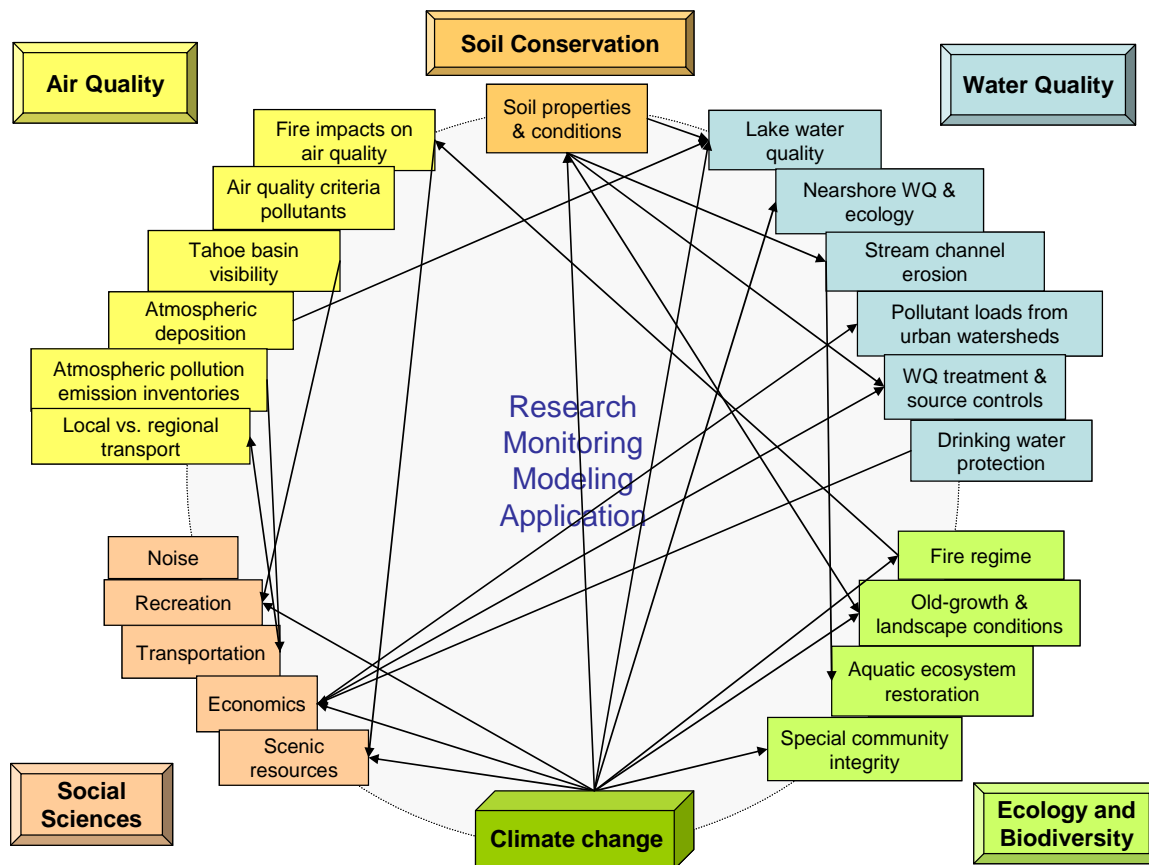 Soil Conservation
Air Quality
Water Quality
Soil properties
& conditions
Fire impacts on
air quality
Air quality criteria
pollutants
Tahoe basin
visibility
Atmospheric
deposition
Atmospheric pollution
emission inventories
Local vs. regional
transport
Lake water
quality
Nearshore WQ &
ecology
Stream channel
erosion
Pollutant loads from
urban watersheds
WQ treatment &
source controls
Drinking water
protection
Research
Monitoring
Modeling
Application
Noise
Recreation
Transportation
Economics
Scenic
resources
Fire regime
Old-growth &
landscape conditions
Aquatic ecosystem
restoration
Special community
integrity
Social
Sciences
Climate change
Ecology and
Biodiversity